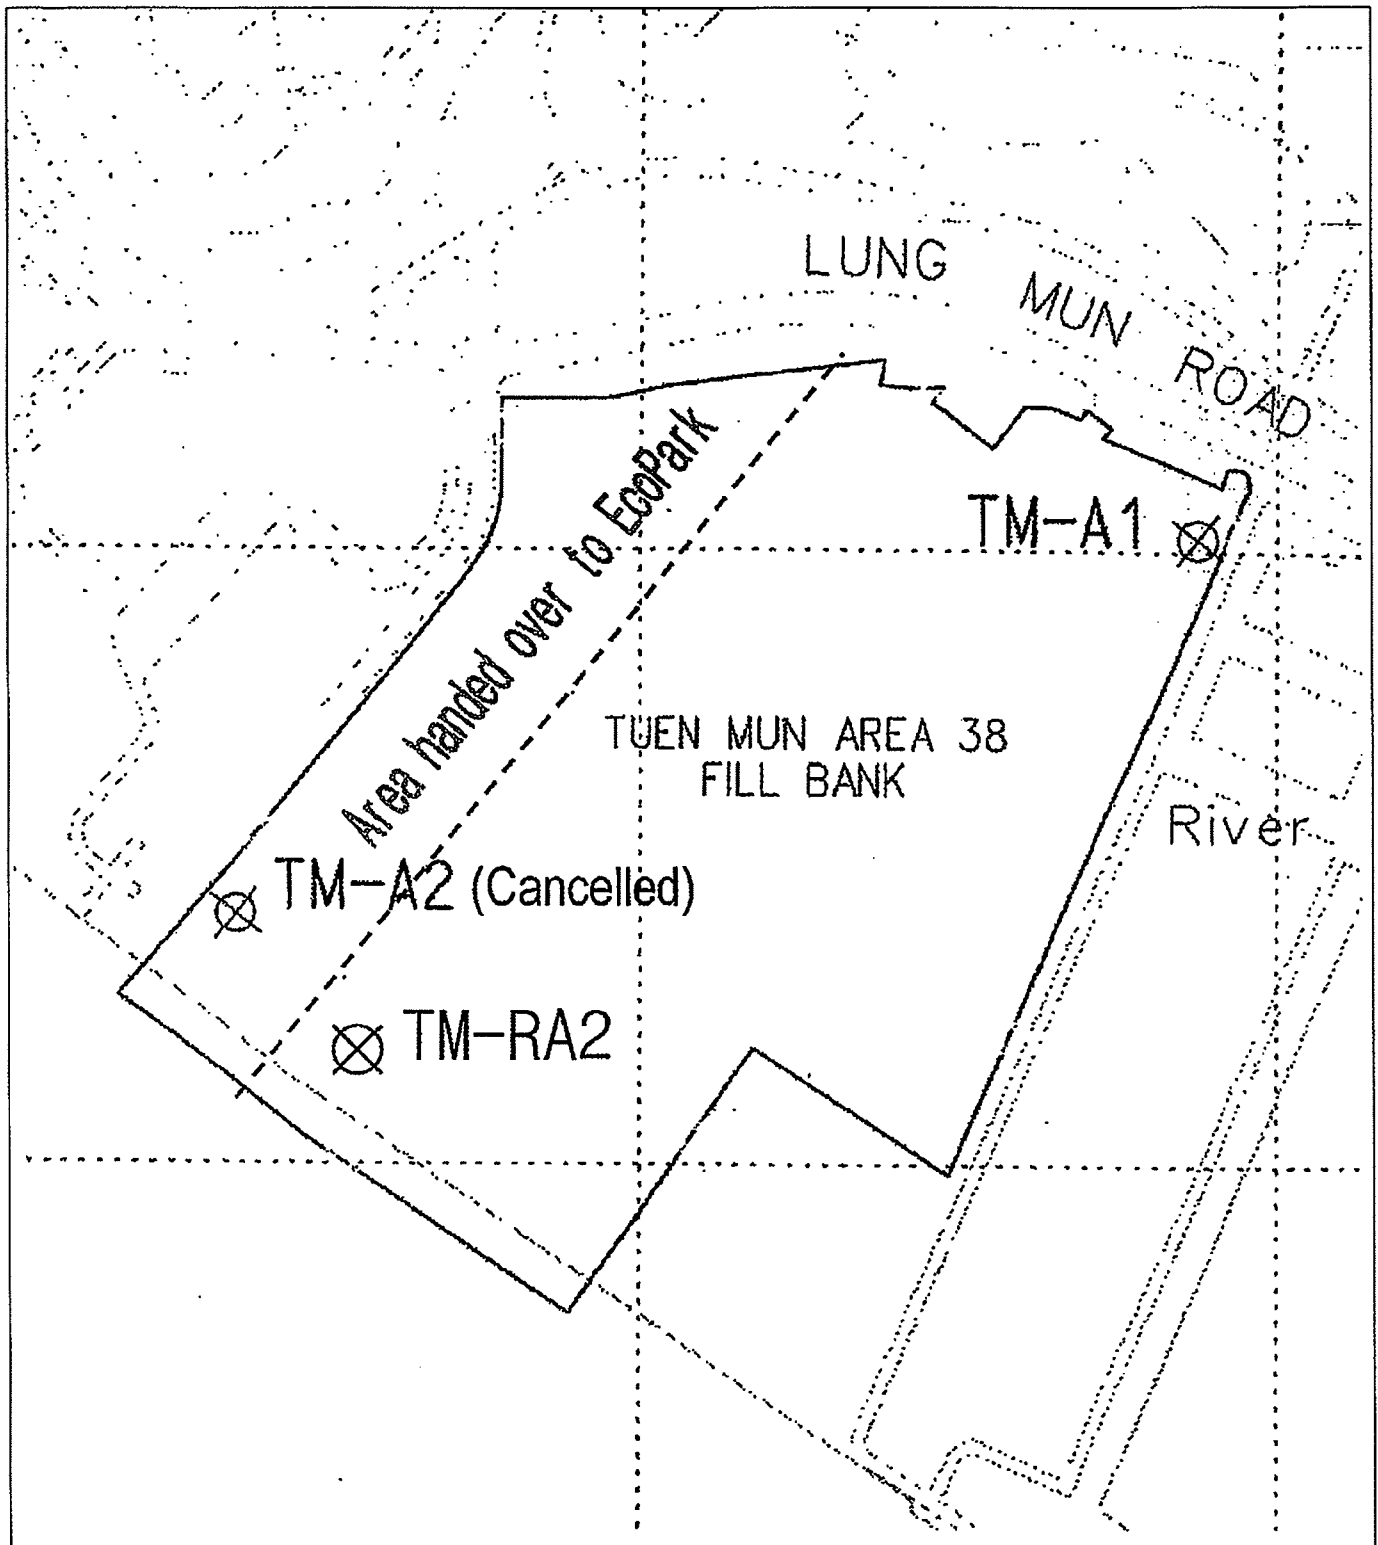 LUNG MUN ROAD
Area handed over to EcoPark
TM-A1
TUEN MUN AREA 38
FILL BANK
River
TM-A2 (Cancelled)
TM-RA2